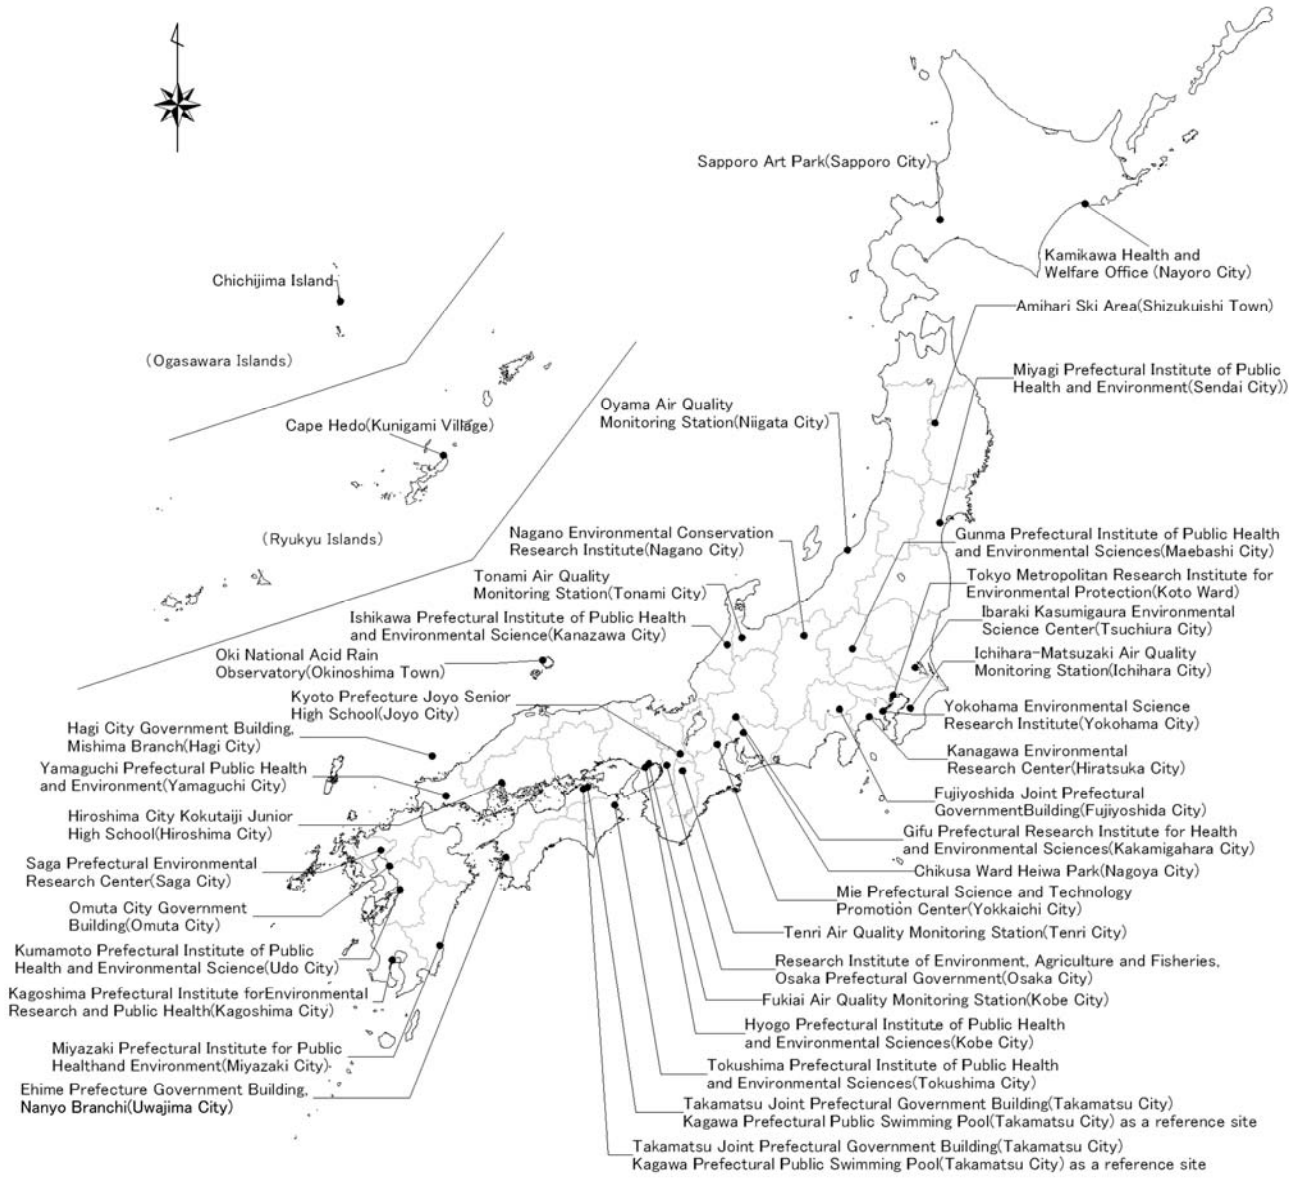 Sapporo Art Park(Sapporo City)
Kamikawa Health and
Welfare Office (Nayoro City)
Chichijima Island
Amihari Ski Area(Shizukuishi Town)
(Ogasawara Islands)
Miyagi Prefectural Institute of Public
Health and Environment(Sendai City))
Oyama Air Quality
Monitoring Station(Niigata City)
Cape Hedo(Kunigami Village)
(Ryukyu Islands)
Nagano Environmental Conservation
Research Institute(Nagano City)
Gunma Prefectural Institute of Public Health
and Environmental Sciences(Maebashi City)
Tonami Air Quality
Monitoring Station(Tonami City)
Tokyo Metropolitan Research Institute for
Environmental Protection(Koto Ward)
Ishikawa Prefectural Institute of Public Health
and Environmental Science(Kanazawa City)
Ibaraki Kasumigaura Environmental
Science Center(Tsuchiura City)
Oki National Acid Rain
Observatory(Okinoshima Town)
Ichihara-Matsuzaki Air Quality
Monitoring Station(Ichihara City)
Kyoto Prefecture Joyo Senior
High School(Joyo City)
Yokohama Environmental Science
Research Institute(Yokohama City)
Hagi City Government Building,
Mishima Branch(Hagi City)
Kanagawa Environmental
Research Center(Hiratsuka City)
Yamaguchi Prefectural Public Health
and Environment(Yamaguchi City)
Fujiyoshida Joint Prefectural
GovernmentBuilding(Fujiyoshida City)
Hiroshima City Kokutaiji Junior
High School(Hiroshima City)
Gifu Prefectural Research Institute for Health
and Environmental Sciences(Kakamigahara City)
Saga Prefectural Environmental
Research Center(Saga City)
Chikusa Ward Heiwa Park(Nagoya City)
Mie Prefectural Science and Technology
Promotion Center(Yokkaichi City)
Omuta City Government
Building(Omuta City)
Tenri Air Quality Monitoring Station(Tenri City)
Kumamoto Prefectural Institute of Public
Health and Environmental Science(Udo City)
Research Institute of Environment, Agriculture and Fisheries,
Osaka Prefectural Government(Osaka City)
Kagoshima Prefectural Institute forEnvironmental
Research and Public Health(Kagoshima City)
Fukiai Air Quality Monitoring Station(Kobe City)
Hyogo Prefectural Institute of Public Health
and Environmental Sciences(Kobe City)
Miyazaki Prefectural Institute for Public
Healthand Environment(Miyazaki City)
Tokushima Prefectural Institute of Public Health
and Environmental Sciences(Tokushima City)
Ehime Prefecture Government Building,
Nanyo Branchi(Uwajima City)
Takamatsu Joint Prefectural Government Building(Takamatsu City)
Kagawa Prefectural Public Swimming Pool(Takamatsu City) as a reference site
Takamatsu Joint Prefectural Government Building(Takamatsu City)
Kagawa Prefectural Public Swimming Pool(Takamatsu City) as a reference site